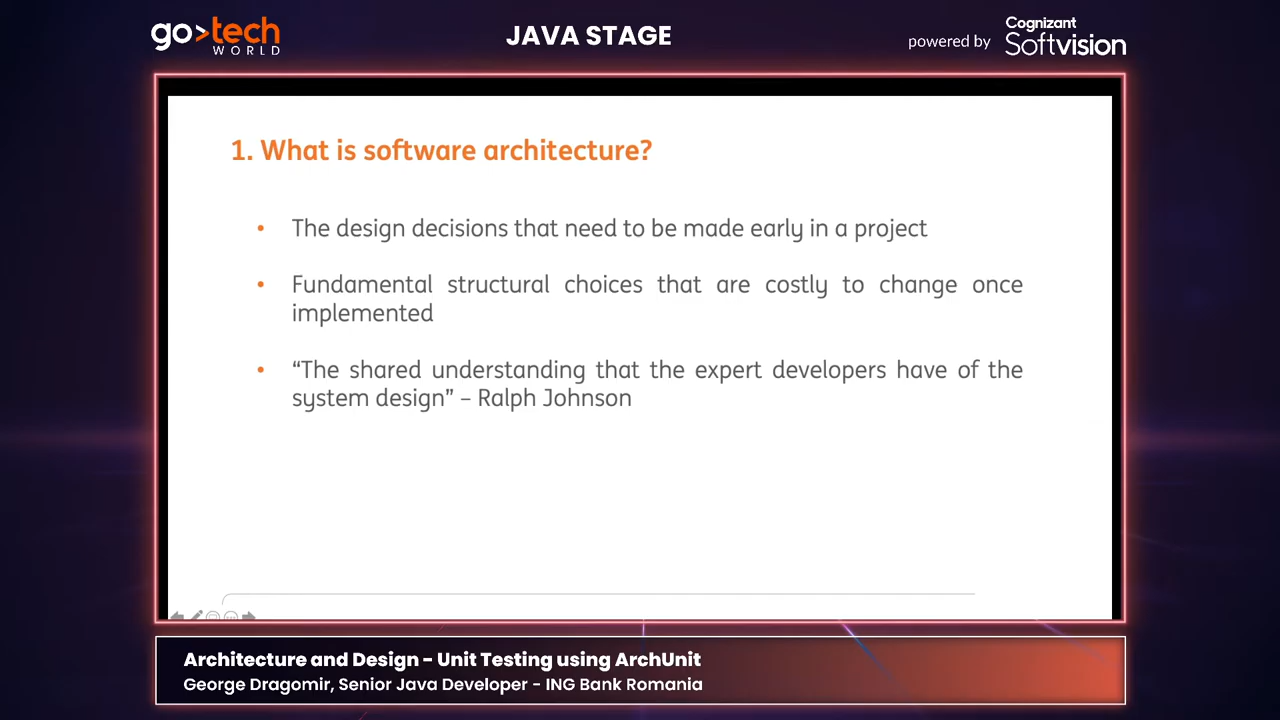 go>tech
WORLD
JAVA STAGE
powered by
Cognizant
Softvision
1. What is software architecture?
• The design decisions that need to be made early in a project
• Fundamental structural choices that are costly to change once
implemented
• “The shared understanding that the expert developers have of the
system design” – Ralph Johnson
Architecture and Design – Unit Testing using ArchUnit
George Dragomir, Senior Java Developer - ING Bank Romania